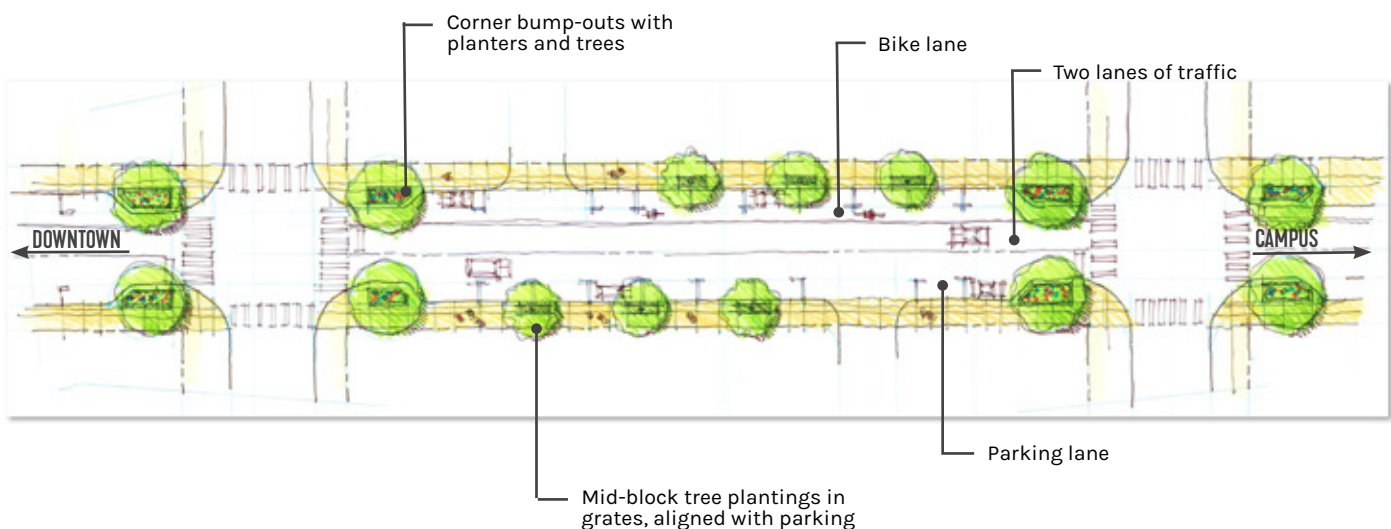 Corner bump-outs with
planters and trees
Bike lane
Two lanes of traffic
DOWNTOWN
CAMPUS
Parking lane
Mid-block tree plantings in
grates, aligned with parking